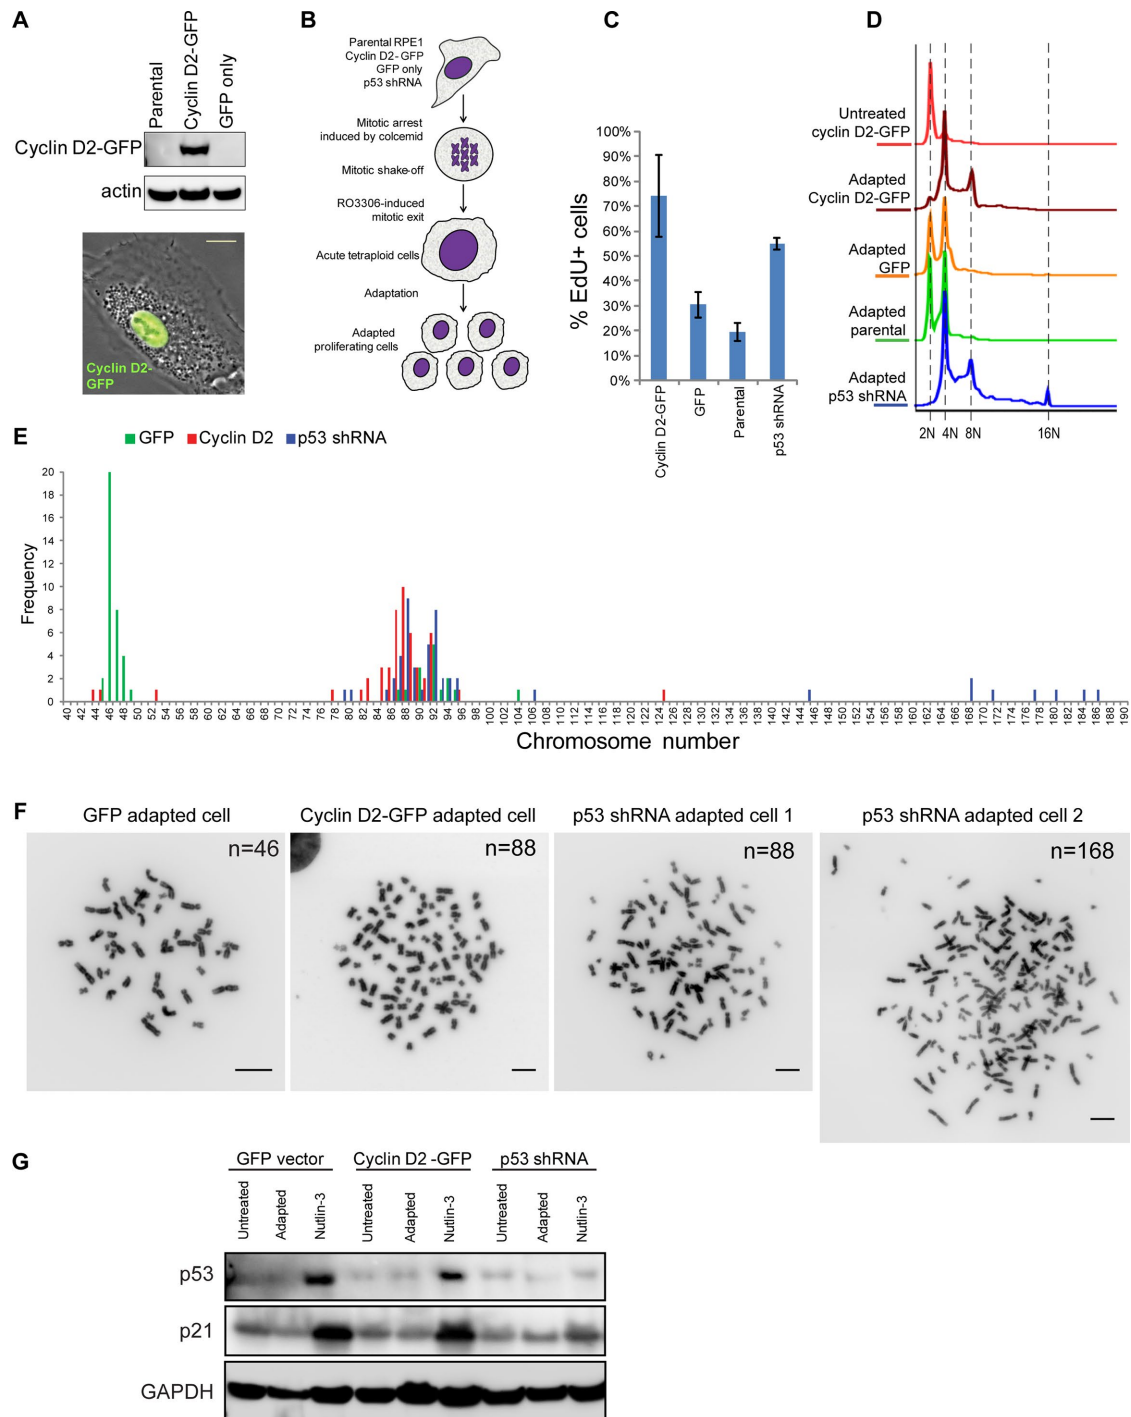 A
Parental
Cyclin D2-GFP
GFP only
Cyclin D2-GFP
actin
Cyclin D2-
GFP
B
Parental RPE1
Cyclin D2- GFP
GFP only
p53 shRNA
Mitotic arrest
induced by colcemid
Mitotic shake-off
RO3306-induced
mitotic exit
Acute tetraploid cells
Adaptation
Adapted
proliferating cells
C
% EdU+ cells
100%
90%
80%
70%
60%
50%
40%
30%
20%
10%
0%
Cyclin D2-GFP
GFP
Parental
p53 shRNA
D
Untreated
cyclin D2-GFP
Adapted
Cyclin D2-GFP
Adapted
GFP
Adapted
parental
Adapted
p53 shRNA
2N 4N 8N 16N
E
GFP Cyclin D2 p53 shRNA
Frequency
20
18
16
14
12
10
8
6
4
2
0
40 42 44 46 48 50 52 54 56 58 60 62 64 66 68 70 72 74 76 78 80 82 84 86 88 90 92 94 96 98 100 102 104 106 108 110 112 114 116 118 120 122 124 126 128 130 132 134 136 138 140 142 144 146 148 150 152 154 156 158 160 162 164 166 168 170 172 174 176 178 180 182 184 186 188 190
Chromosome number
F
GFP adapted cell
n=46
Cyclin D2-GFP adapted cell
n=88
p53 shRNA adapted cell 1
n=88
p53 shRNA adapted cell 2
n=168
G
GFP vector Cyclin D2 -GFP p53 shRNA
Untreated Adapted Nutlin-3 Untreated Adapted Nutlin-3 Untreated Adapted Nutlin-3
p53
p21
GAPDH